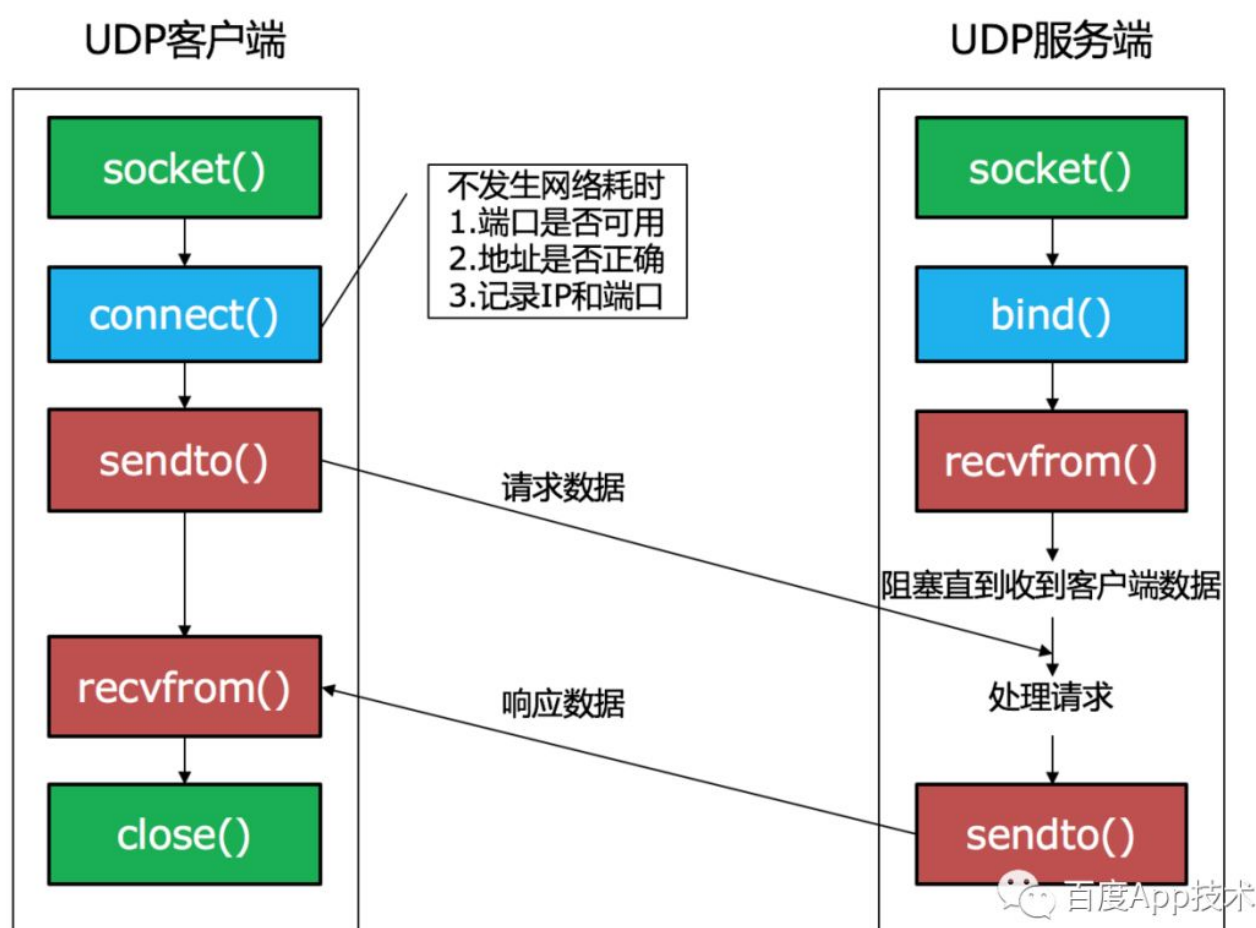 UDP客户端
socket()
connect()
sendto()
recvfrom()
close()
不发生网络耗时
1.端口是否可用
2.地址是否正确
3.记录IP和端口
请求数据
响应数据
UDP服务端
socket()
bind()
recvfrom()
阻塞直到收到客户端数据
处理请求
sendto()
百度App技术